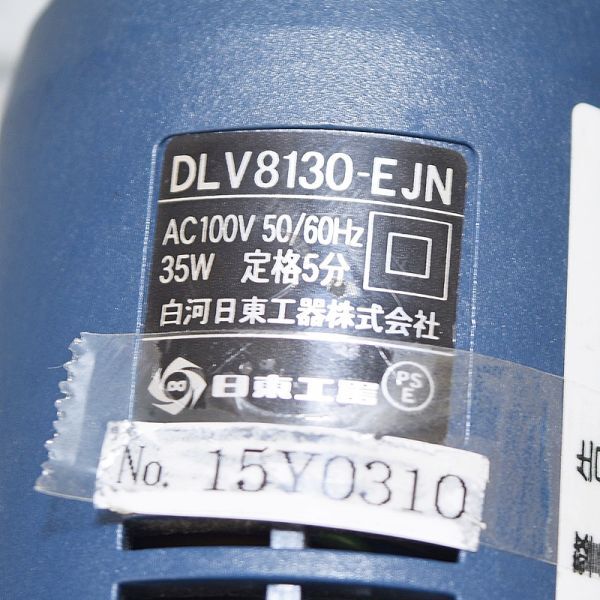 DLV8130-EJN
AC100V 50/60Hz
35W 定格5分
白河日東工器株式会社
日東工器
PS
E
No. 15Y0310